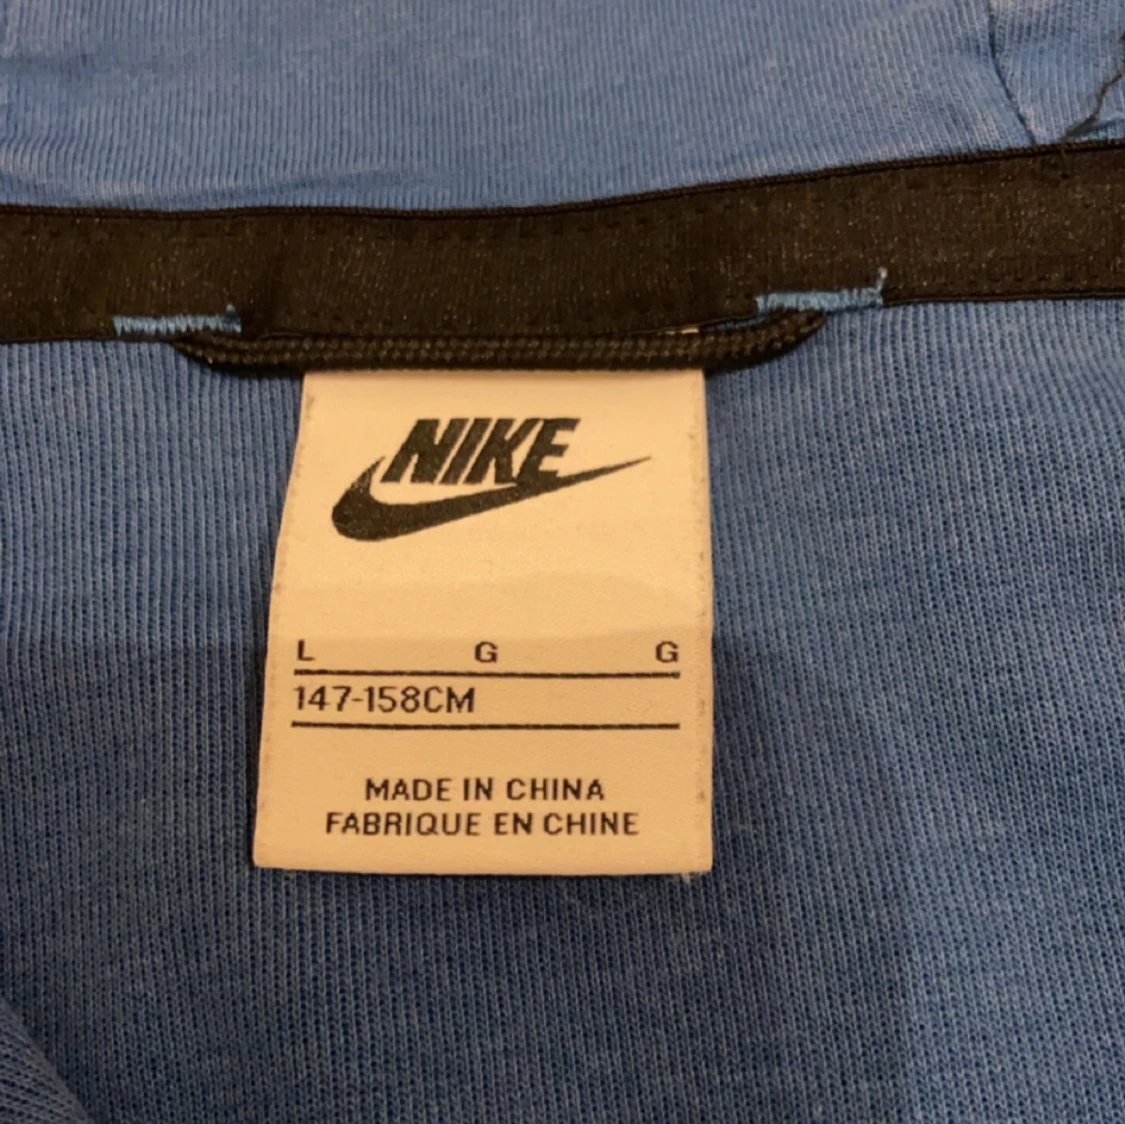 NIKE
L G G
147-158CM
MADE IN CHINA
FABRIQUE EN CHINE